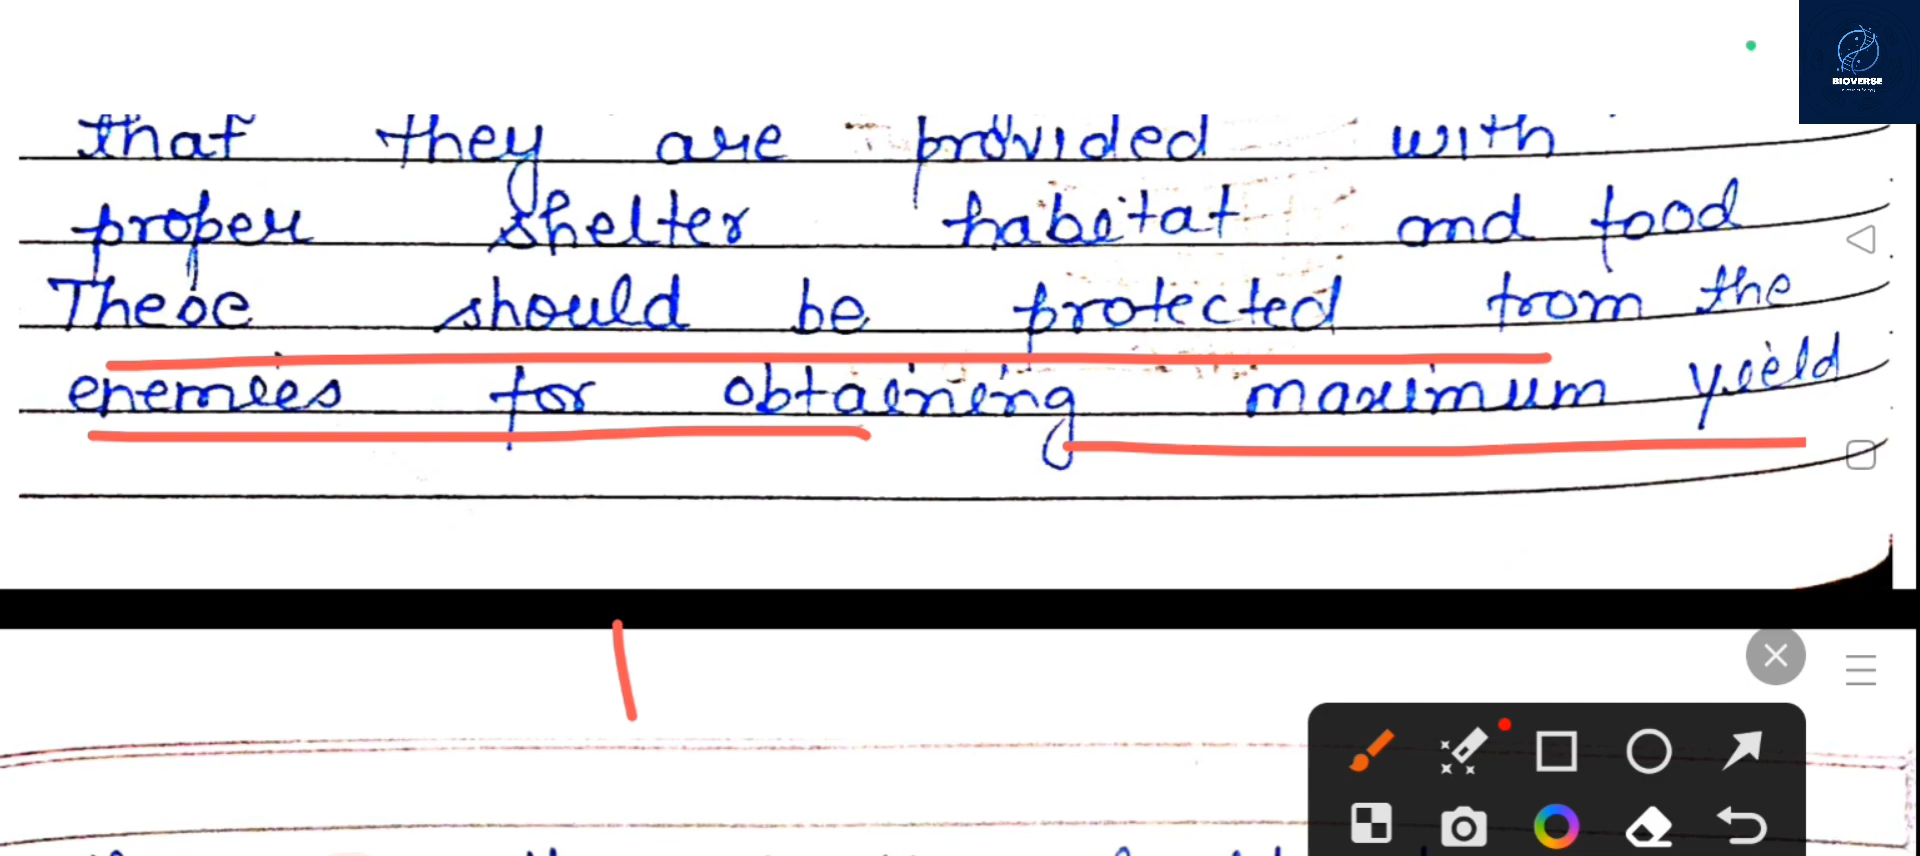 BIOVERSE
that they are provided with
proper shelter habitat and food
These should be protected from the
enemies for obtaining maximum yield